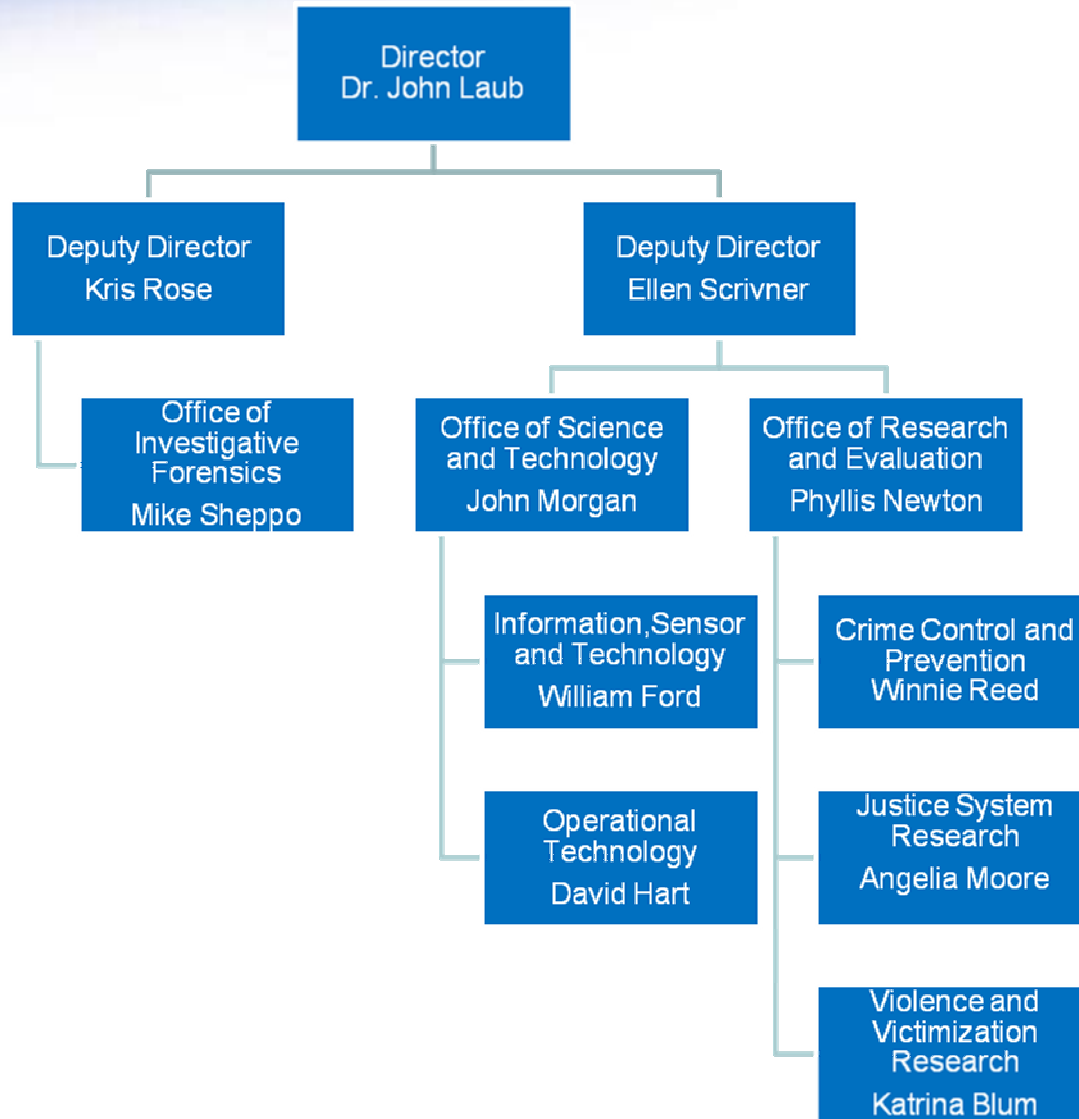 Director
Dr. John Laub
Deputy Director
Kris Rose
Deputy Director
Ellen Scrivner
Office of
Investigative
Forensics
Mike Sheppo
Office of Science
and Technology
John Morgan
Office of Research
and Evaluation
Phyllis Newton
Information,Sensor
and Technology
William Ford
Crime Control and
Prevention
Winnie Reed
Operational
Technology
David Hart
Justice System
Research
Angelia Moore
Violence and
Victimization
Research
Katrina Blum